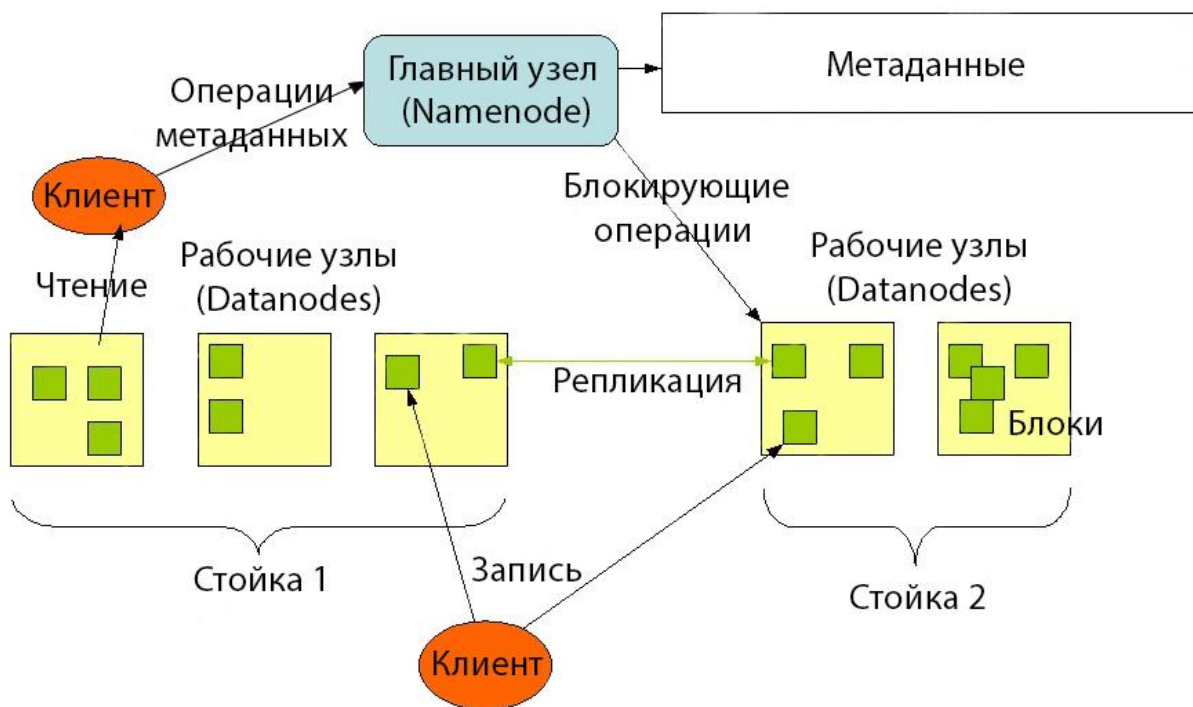 Главный узел
(Namenode)
Метаданные
Операции
метаданных
Клиент
Блокирующие
операции
Чтение
Рабочие узлы
(Datanodes)
Рабочие узлы
(Datanodes)
Репликация
Блоки
Стойка 1
Запись
Стойка 2
Клиент